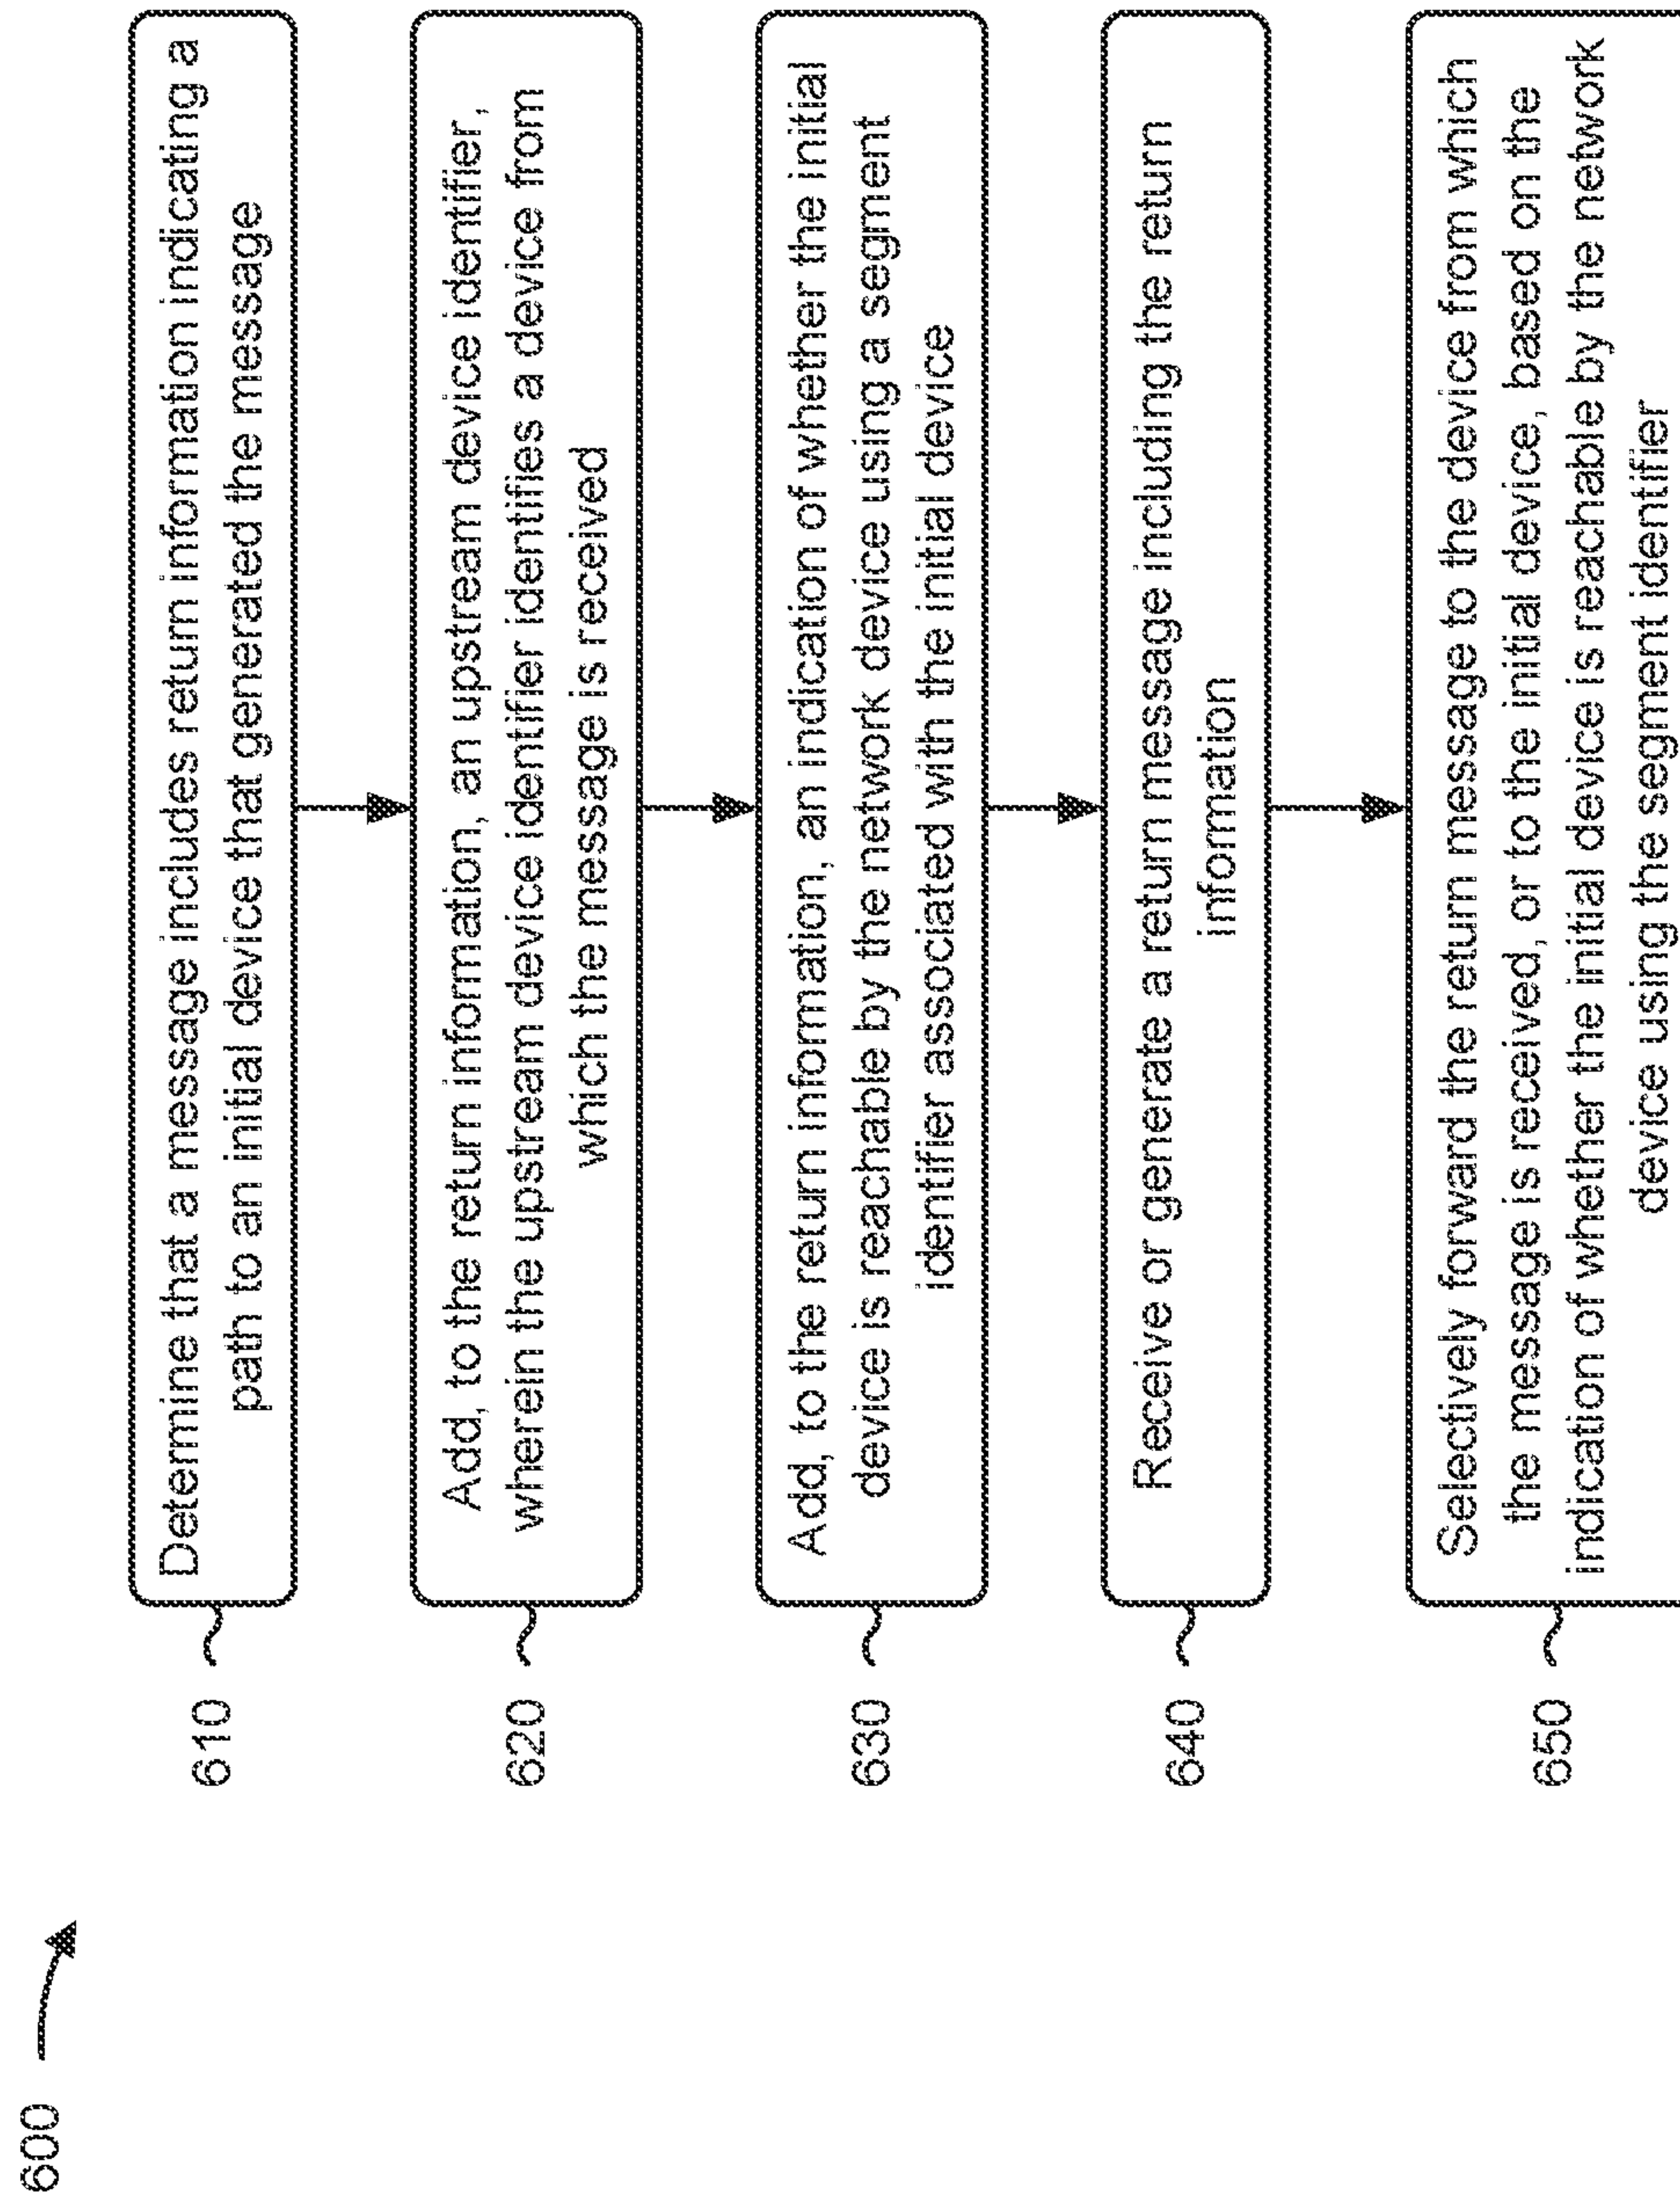 600
610
Determine that a message includes return information indicating a
path to an initial device that generated the message
620
Add, to the return information, an upstream device identifier,
wherein the upstream device identifier identifies a device from
which the message is received
630
Add, to the return information, an indication of whether the initial
device is reachable by the network device using a segment
identifier associated with the initial device
640
Receive or generate a return message including the return
information
650
Selectively forward the return message to the device from which
the message is received, or to the initial device, based on the
indication of whether the initial device is reachable by the network
device using the segment identifier